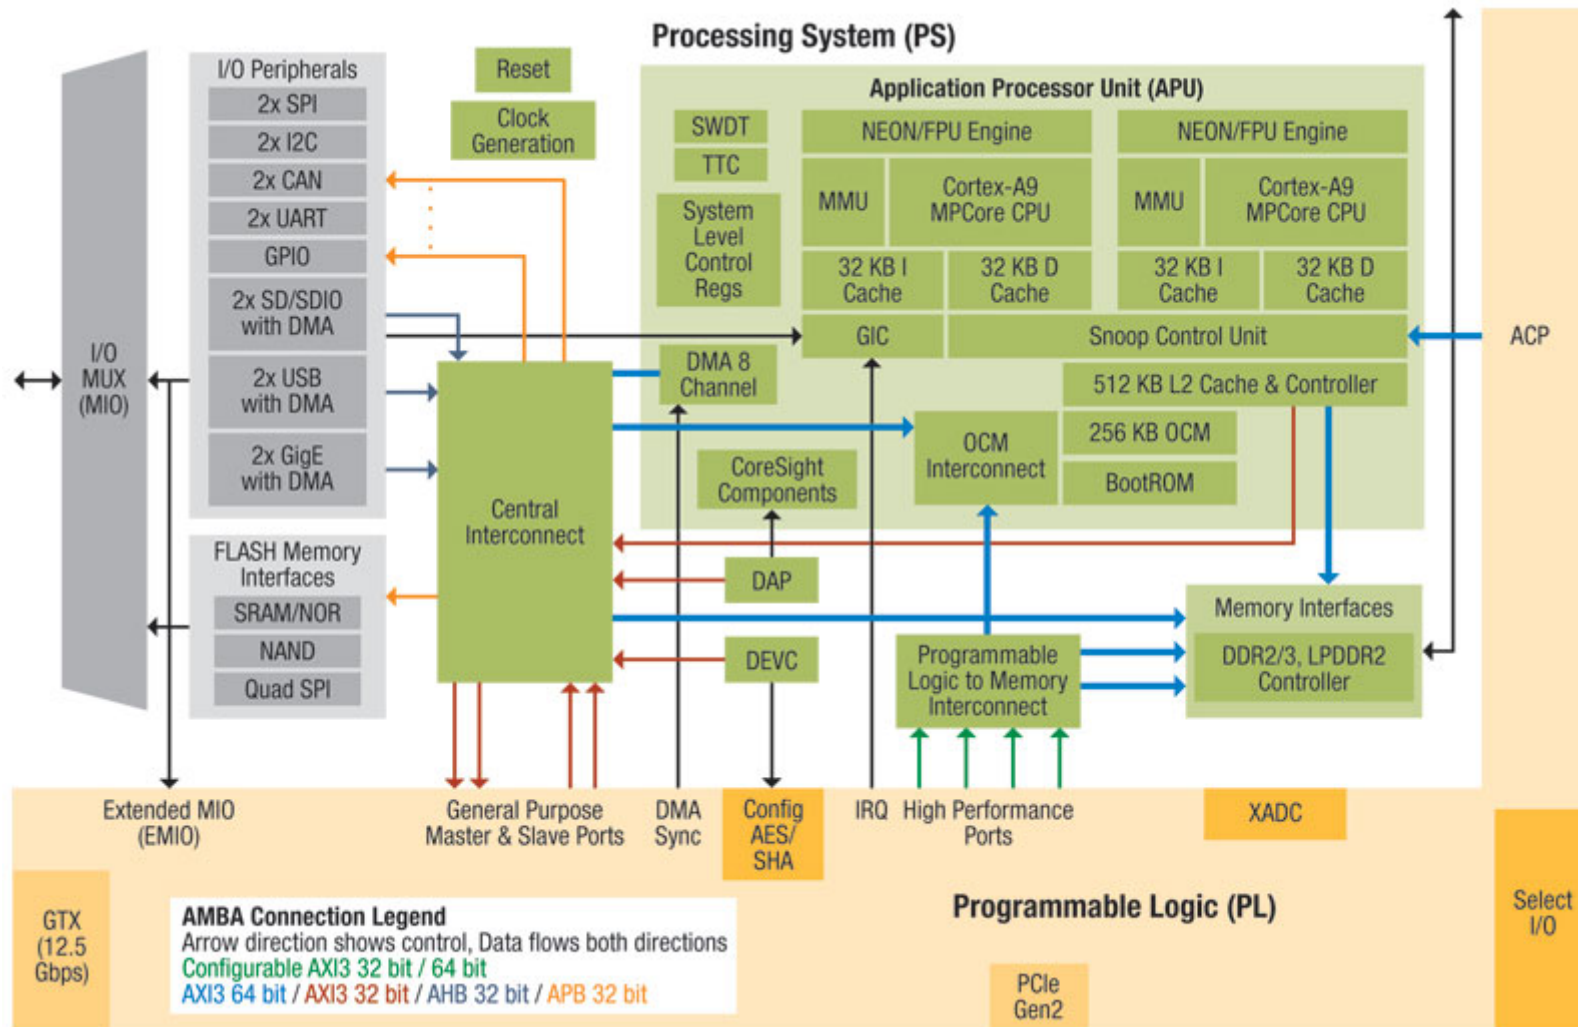 Processing System (PS)
I/O Peripherals
2x SPI
2x I2C
2x CAN
2x UART
GPIO
2x SD/SDIO
with DMA
2x USB
with DMA
2x GigE
with DMA
I/O
MUX
(MIO)
FLASH Memory
Interfaces
SRAM/NOR
NAND
Quad SPI
Reset
Clock
Generation
Central
Interconnect
Application Processor Unit (APU)
SWDT
TTC
System
Level
Control
Regs
NEON/FPU Engine
MMU
Cortex-A9
MPCore CPU
32 KB I
Cache
32 KB D
Cache
NEON/FPU Engine
MMU
Cortex-A9
MPCore CPU
32 KB I
Cache
32 KB D
Cache
GIC
Snoop Control Unit
DMA 8
Channel
512 KB L2 Cache & Controller
OCM
Interconnect
256 KB OCM
BootROM
CoreSight
Components
DAP
DEVC
Programmable
Logic to Memory
Interconnect
Memory Interfaces
DDR2/3, LPDDR2
Controller
ACP
Extended MIO
(EMIO)
General Purpose
Master & Slave Ports
DMA
Sync
Config
AES/
SHA
IRQ
High Performance
Ports
XADC
Programmable Logic (PL)
GTX
(12.5
Gbps)
AMBA Connection Legend
Arrow direction shows control, Data flows both directions
Configurable AXI3 32 bit / 64 bit
AXI3 64 bit / AXI3 32 bit / AHB 32 bit / APB 32 bit
PCIe
Gen2
Select
I/O